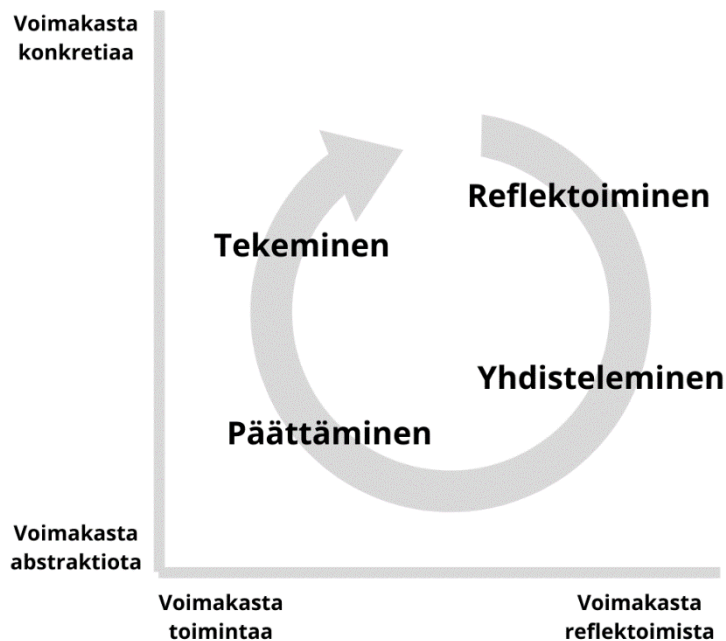 Voimakasta
konkretiaa
Reflektoiminen
Tekeminen
Yhdisteleminen
Päättäminen
Voimakasta
abstraktiota
Voimakasta
toimintaa
Voimakasta
reflektoimista